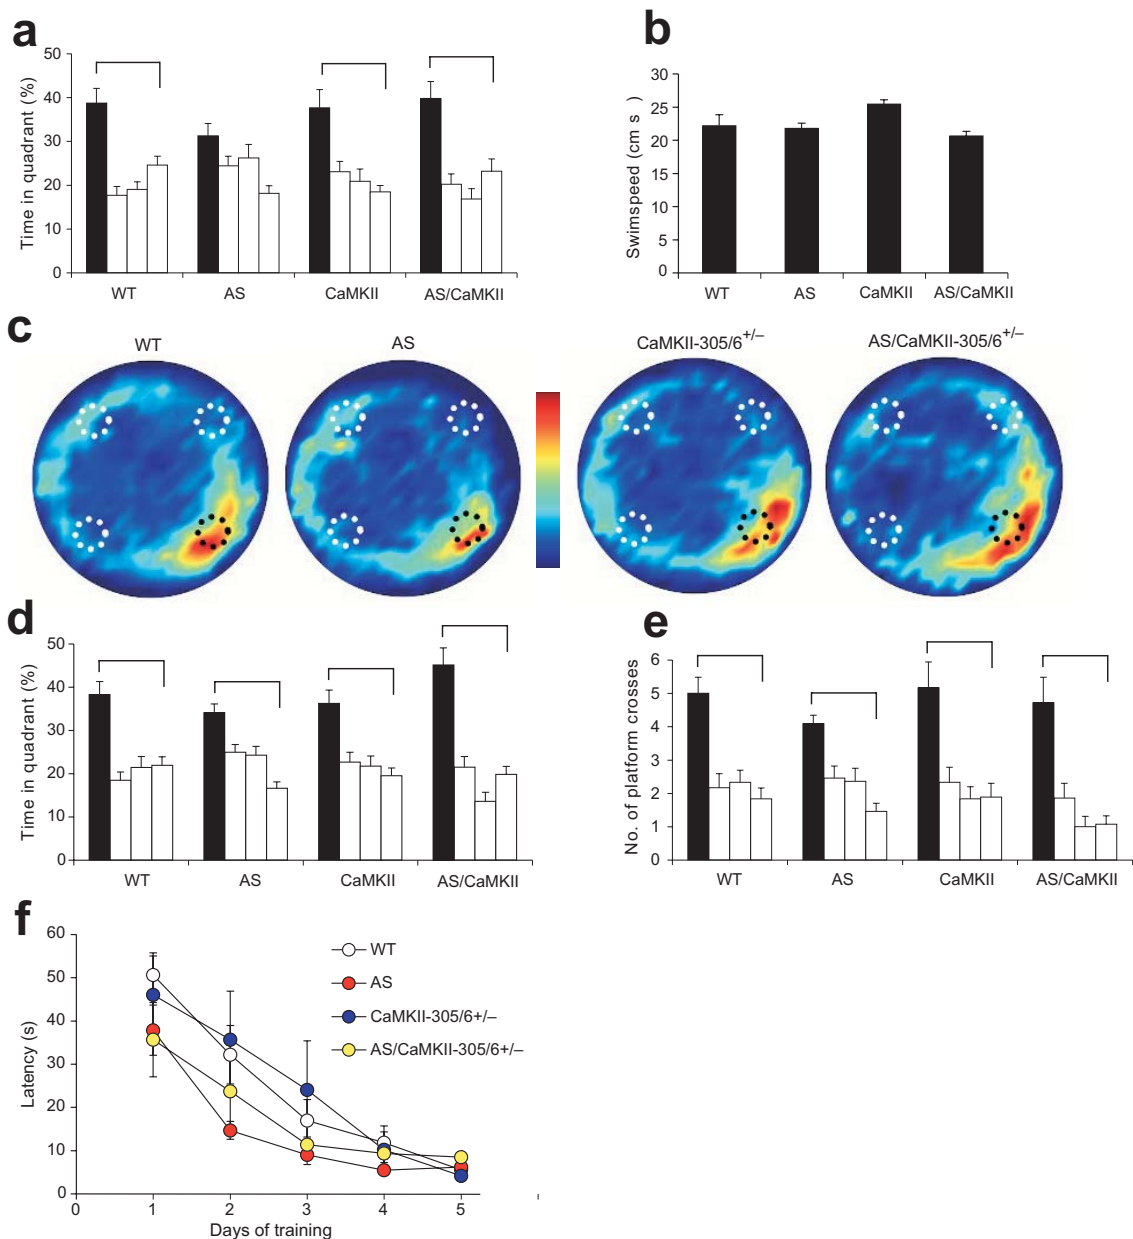 a
Time in quadrant (%)
50
40
30
20
10
0
WT
AS
CaMKII
AS/CaMKII
b
Swimspeed (cm s )
30
25
20
15
10
5
0
WT
AS
CaMKII
AS/CaMKII
c
WT
AS
CaMKII-305/6+/–
AS/CaMKII-305/6+/–
d
Time in quadrant (%)
50
40
30
20
10
0
WT
AS
CaMKII
AS/CaMKII
e
No. of platform crosses
6
5
4
3
2
1
0
WT
AS
CaMKII
AS/CaMKII
f
Latency (s)
60
50
40
30
20
10
0
WT
AS
CaMKII-305/6+/–
AS/CaMKII-305/6+/–
0
1
2
3
4
5
Days of training